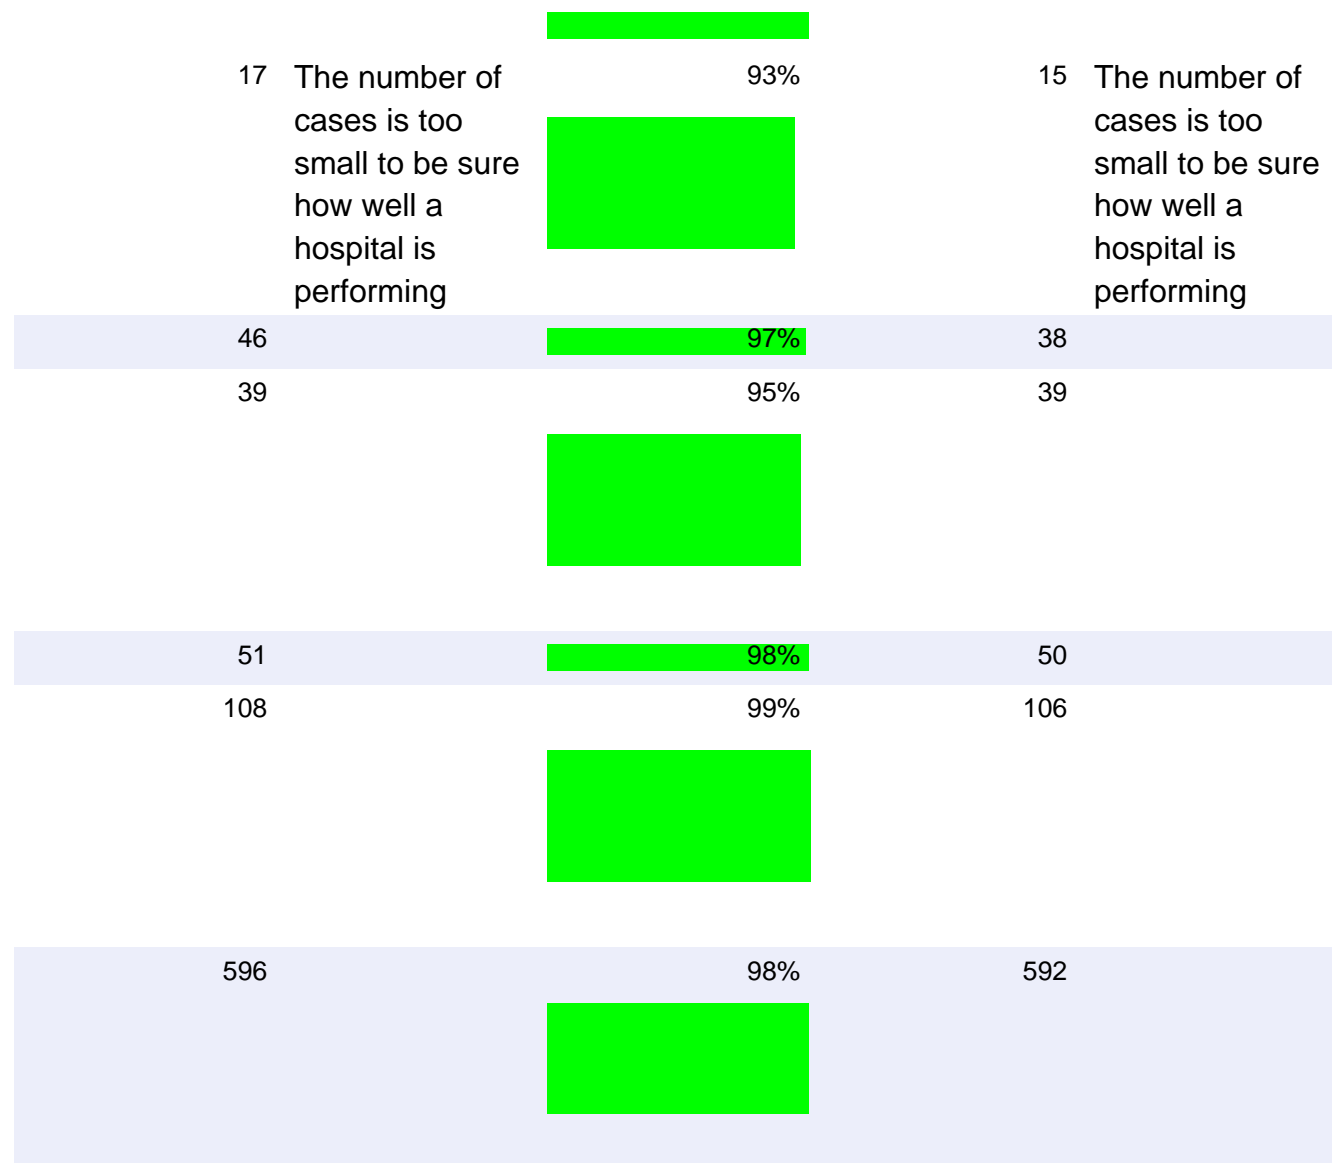 17 The number of 93% 15 The number of
cases is too cases is too
small to be sure small to be sure
how well a how well a
hospital is hospital is
performing performing
46 97% 38
39 95% 39
51 98% 50
108 99% 106
596 98% 592